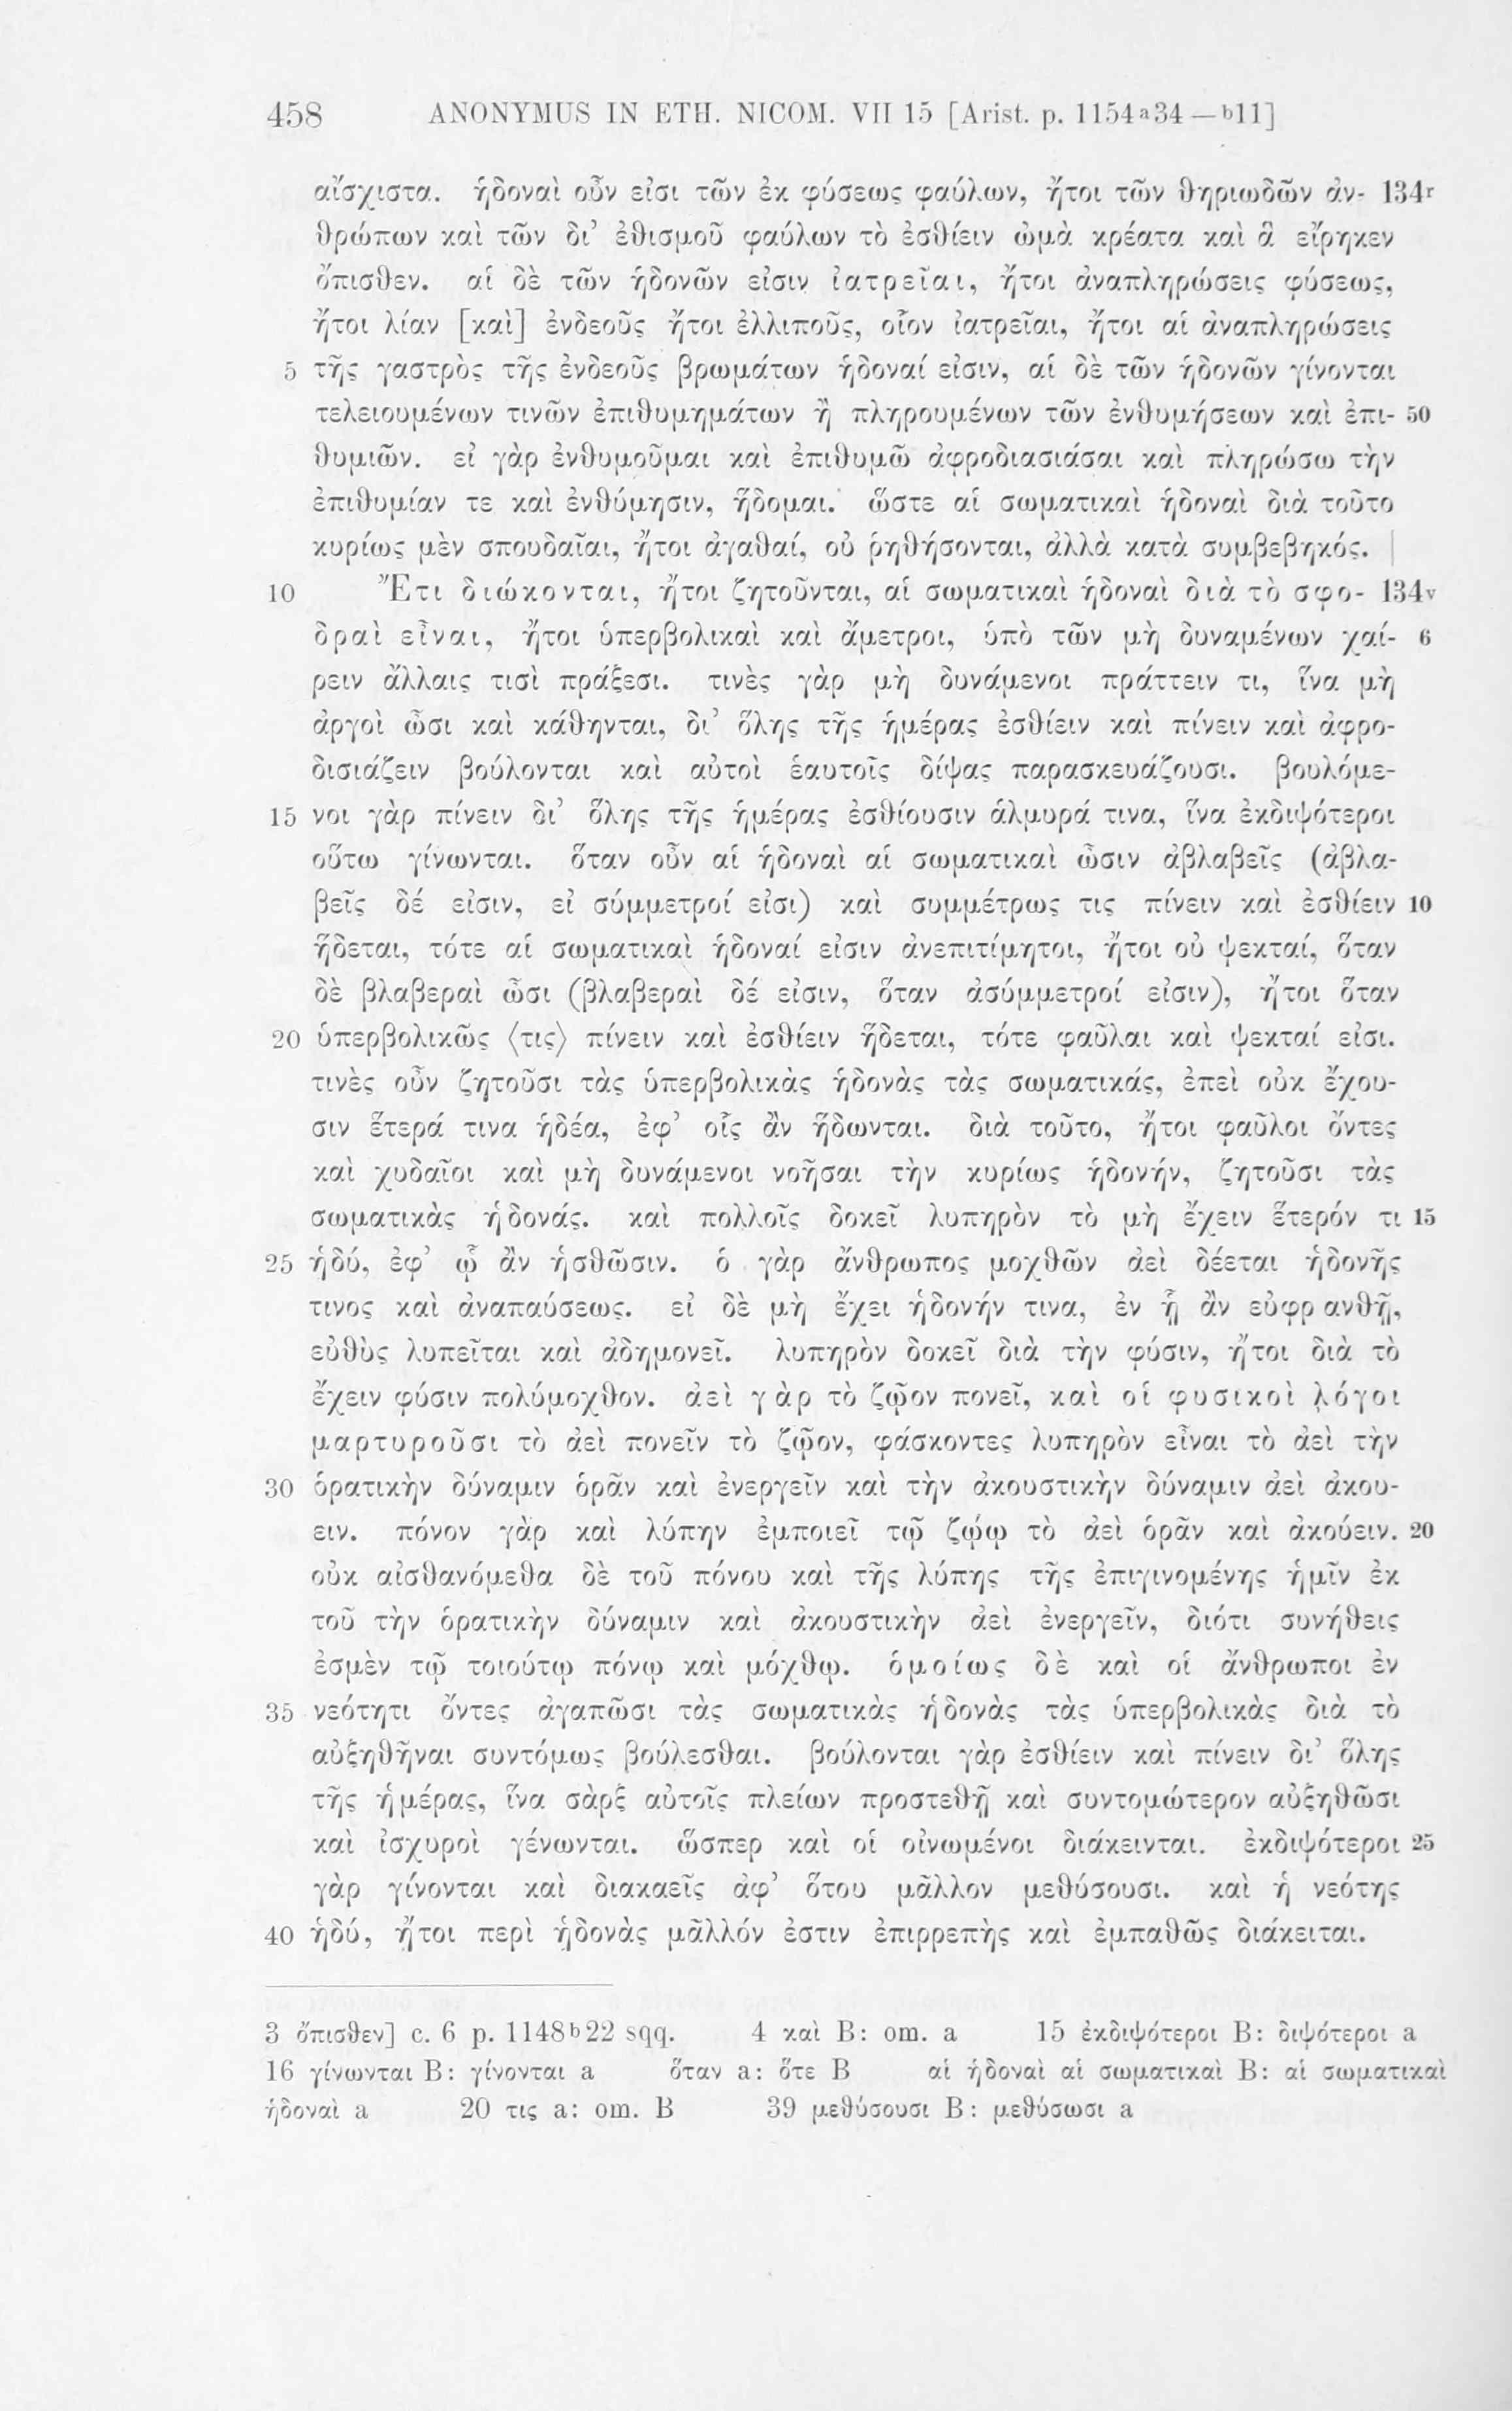 458 ANONYMUS IN ETH. NICOM. VII 15 [Arist. p. 1154a34—b11]
αἴσχιστα. ἡδοναὶ οὖν εἰσι τῶν ἐκ φύσεως φαύλων, ἤτοι τῶν θηριωδῶν ἀν- 134r
θρώπων καὶ τῶν δι’ ἐθισμοῦ φαύλων τὸ ἐσθίειν ὠμὰ κρέατα καὶ ἃ εἴρηκεν
ὄπισθεν. αἱ δὲ τῶν ἡδονῶν εἰσιν ἰατρεῖαι, ἤτοι ἀναπληρώσεις φύσεως,
ἤτοι λίαν [καὶ] ἐνδεοῦς ἤτοι ἐλλιποῦς, οἷον ἰατρεῖαι, ἤτοι αἱ ἀναπληρώσεις
5 τῆς γαστρὸς τῆς ἐνδεοῦς βρωμάτων ἡδοναί εἰσιν, αἱ δὲ τῶν ἡδονῶν γίνονται
τελειουμένων τινῶν ἐπιθυμημάτων ἢ πληρουμένων τῶν ἐνθυμήσεων καὶ ἐπι- 50
θυμιῶν. εἰ γὰρ ἐνθυμοῦμαι καὶ ἐπιθυμῶ ἀφροδιασιάσαι καὶ πληρώσω τὴν
ἐπιθυμίαν τε καὶ ἐνθύμησιν, ἥδομαι. ὥστε αἱ σωματικαὶ ἡδοναὶ διὰ τοῦτο
κυρίως μὲν σπουδαῖαι, ἤτοι ἀγαθαί, οὐ ῥηθήσονται, ἀλλὰ κατὰ συμβεβηκός. |
10 Ἔτι διώκονται, ἤτοι ζητοῦνται, αἱ σωματικαὶ ἡδοναὶ διὰ τὸ σφο- 134v
δραὶ εἶναι, ἤτοι ὑπερβολικαὶ καὶ ἄμετροι, ὑπὸ τῶν μὴ δυναμένων χαί- 6
ρειν ἄλλαις τισὶ πράξεσι. τινὲς γὰρ μὴ δυνάμενοι πράττειν τι, ἵνα μὴ
ἀργοὶ ὦσι καὶ κάθηνται, δι’ ὅλης τῆς ἡμέρας ἐσθίειν καὶ πίνειν καὶ ἀφρο-
δισιάζειν βούλονται καὶ αὐτοὶ ἑαυτοῖς δίψας παρασκευάζουσι. βουλόμε-
15 νοι γὰρ πίνειν δι’ ὅλης τῆς ἡμέρας ἐσθίουσιν ἁλμυρά τινα, ἵνα ἐκδιψότεροι
οὕτω γίνωνται. ὅταν οὖν αἱ ἡδοναὶ αἱ σωματικαὶ ὦσιν ἀβλαβεῖς (ἀβλα-
βεῖς δέ εἰσιν, εἰ σύμμετροί εἰσι) καὶ συμμέτρως τις πίνειν καὶ ἐσθίειν 10
ἥδεται, τότε αἱ σωματικαὶ ἡδοναί εἰσιν ἀνεπιτίμητοι, ἤτοι οὐ ψεκταί, ὅταν
δὲ βλαβεραὶ ὦσι (βλαβεραὶ δέ εἰσιν, ὅταν ἀσύμμετροί εἰσιν), ἤτοι ὅταν
20 ὑπερβολικῶς ⟨τις⟩ πίνειν καὶ ἐσθίειν ἥδεται, τότε φαῦλαι καὶ ψεκταί εἰσι.
τινὲς οὖν ζητοῦσι τὰς ὑπερβολικὰς ἡδονὰς τὰς σωματικάς, ἐπεὶ οὐκ ἔχου-
σιν ἕτερά τινα ἡδέα, ἐφ’ οἷς ἂν ἥδωνται. διὰ τοῦτο, ἤτοι φαῦλοι ὄντες
καὶ χυδαῖοι καὶ μὴ δυνάμενοι νοῆσαι τὴν κυρίως ἡδονήν, ζητοῦσι τὰς
σωματικὰς ἡδονάς. καὶ πολλοῖς δοκεῖ λυπηρὸν τὸ μὴ ἔχειν ἕτερόν τι 15
25 ἡδύ, ἐφ’ ᾧ ἂν ἡσθῶσιν. ὁ γὰρ ἄνθρωπος μοχθῶν ἀεὶ δέεται ἡδονῆς
τινος καὶ ἀναπαύσεως. εἰ δὲ μὴ ἔχει ἡδονήν τινα, ἐν ᾗ ἂν εὐφρανθῇ,
εὐθὺς λυπεῖται καὶ ἀδημονεῖ. λυπηρὸν δοκεῖ διὰ τὴν φύσιν, ἤτοι διὰ τὸ
ἔχειν φύσιν πολύμοχθον. ἀεὶ γὰρ τὸ ζῷον πονεῖ, καὶ οἱ φυσικοὶ λόγοι
μαρτυροῦσι τὸ ἀεὶ πονεῖν τὸ ζῷον, φάσκοντες λυπηρὸν εἶναι τὸ ἀεὶ τὴν
30 ὁρατικὴν δύναμιν ὁρᾶν καὶ ἐνεργεῖν καὶ τὴν ἀκουστικὴν δύναμιν ἀεὶ ἀκου-
ειν. πόνον γὰρ καὶ λύπην ἐμποιεῖ τῷ ζῴῳ τὸ ἀεὶ ὁρᾶν καὶ ἀκούειν. 20
οὐκ αἰσθανόμεθα δὲ τοῦ πόνου καὶ τῆς λύπης τῆς ἐπιγινομένης ἡμῖν ἐκ
τοῦ τὴν ὁρατικὴν δύναμιν καὶ ἀκουστικὴν ἀεὶ ἐνεργεῖν, διότι συνήθεις
ἐσμὲν τῷ τοιούτῳ πόνῳ καὶ μόχθῳ. ὁμοίως δὲ καὶ οἱ ἄνθρωποι ἐν
35 νεότητι ὄντες ἀγαπῶσι τὰς σωματικὰς ἡδονὰς τὰς ὑπερβολικὰς διὰ τὸ
αὐξηθῆναι συντόμως βούλεσθαι. βούλονται γὰρ ἐσθίειν καὶ πίνειν δι’ ὅλης
τῆς ἡμέρας, ἵνα σὰρξ αὐτοῖς πλείων προστεθῇ καὶ συντομώτερον αὐξηθῶσι
καὶ ἰσχυροὶ γένωνται. ὥσπερ καὶ οἱ οἰνωμένοι διάκεινται. ἐκδιψότεροι 25
γὰρ γίνονται καὶ διακαεῖς ἀφ’ ὅτου μᾶλλον μεθύσουσι. καὶ ἡ νεότης
40 ἡδύ, ἤτοι περὶ ἡδονὰς μᾶλλόν ἐστιν ἐπιρρεπὴς καὶ ἐμπαθῶς διάκειται.
3 ὄπισθεν] c. 6 p. 1148b22 sqq. 4 καὶ B: om. a 15 ἐκδιψότεροι B: διψότεροι a
16 γίνωνται B: γίνονται a ὅταν a: ὅτε B αἱ ἡδοναὶ αἱ σωματικαὶ B: αἱ σωματικαὶ
ἡδοναὶ a 20 τις a: om. B 39 μεθύσουσι B: μεθύσωσι a